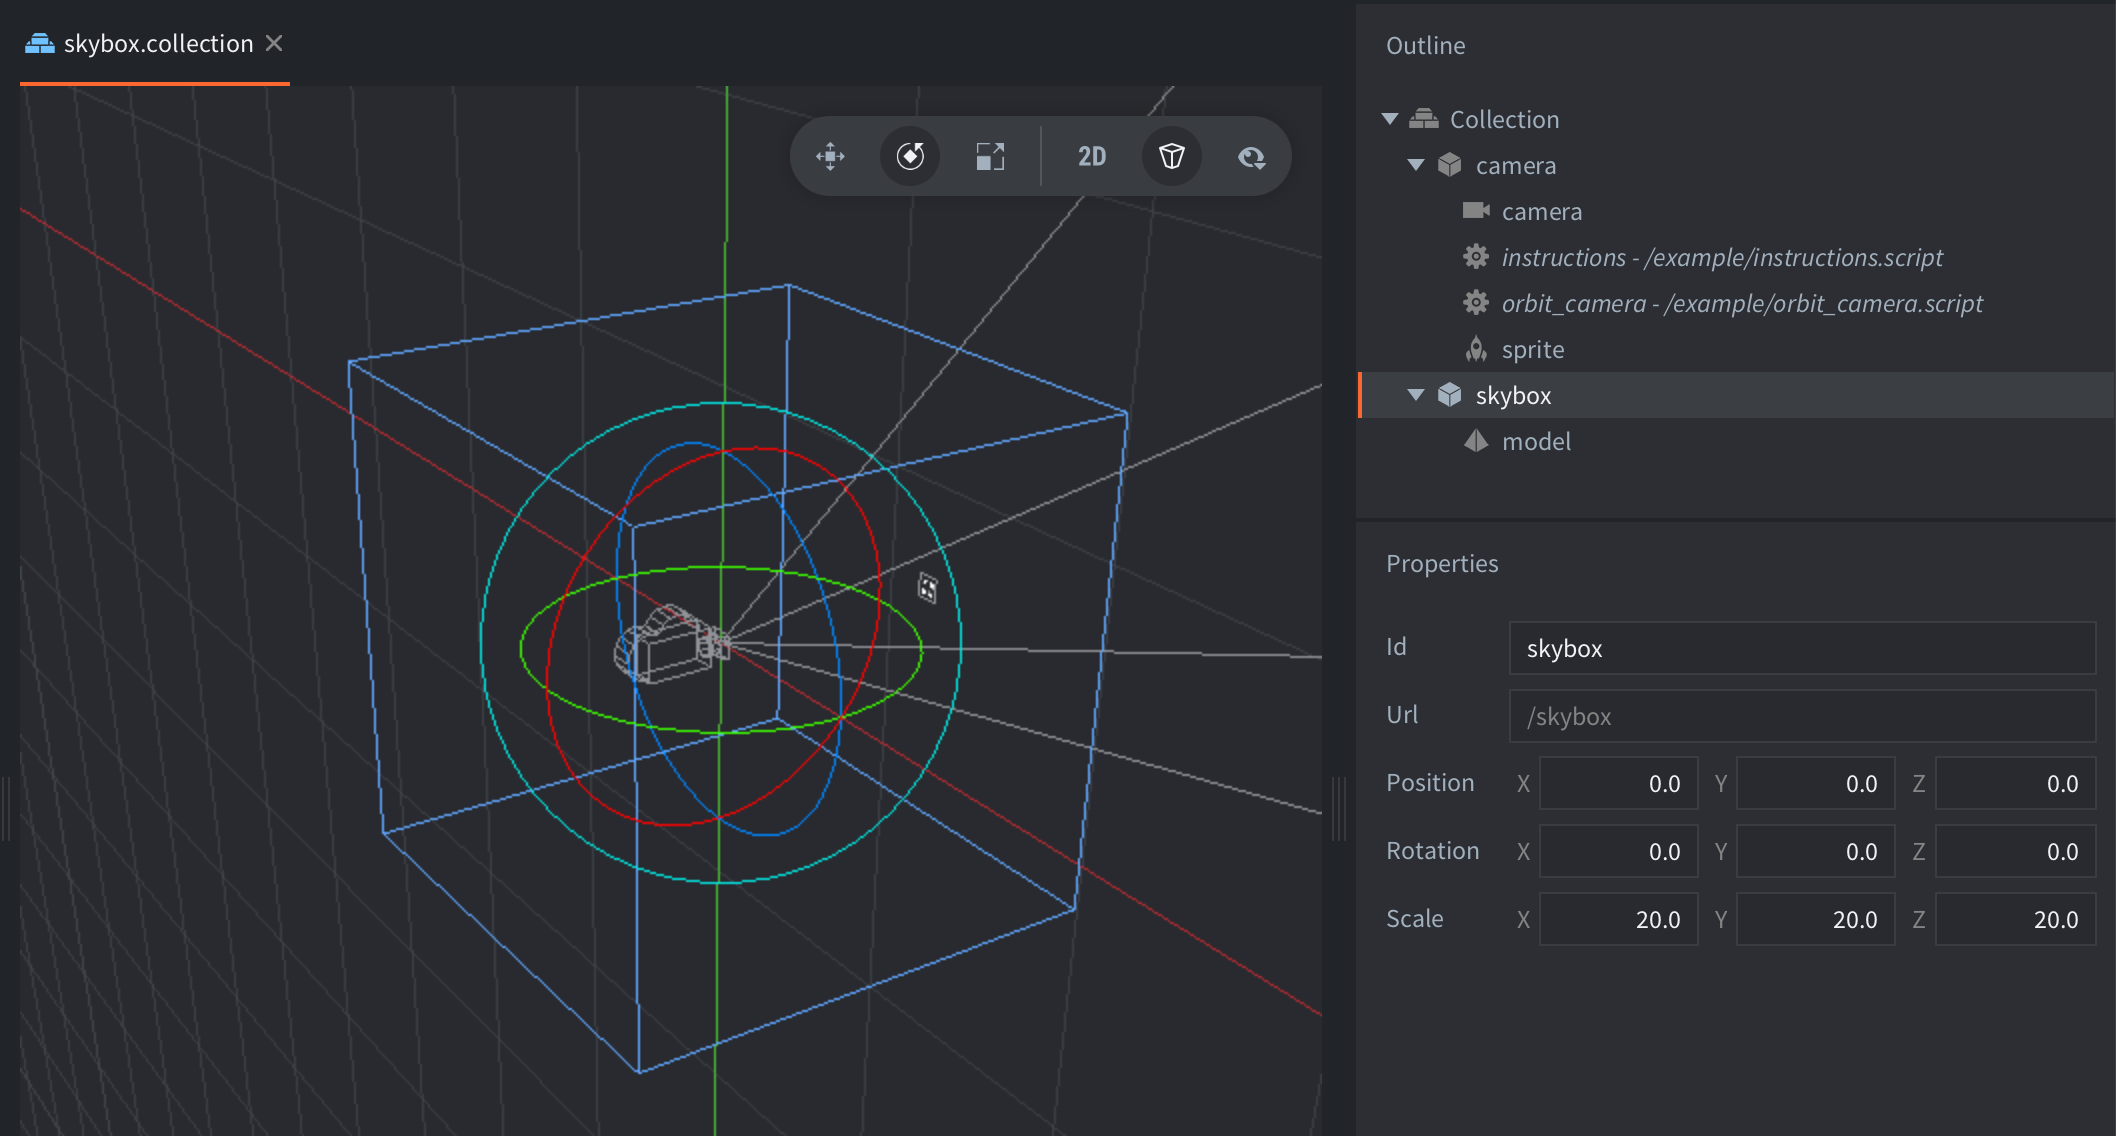 skybox.collection
2D
Outline
Collection
camera
camera
instructions - /example/instructions.script
orbit_camera - /example/orbit_camera.script
sprite
skybox
model
Properties
Id skybox
Url /skybox
Position X 0.0 Y 0.0 Z 0.0
Rotation X 0.0 Y 0.0 Z 0.0
Scale X 20.0 Y 20.0 Z 20.0